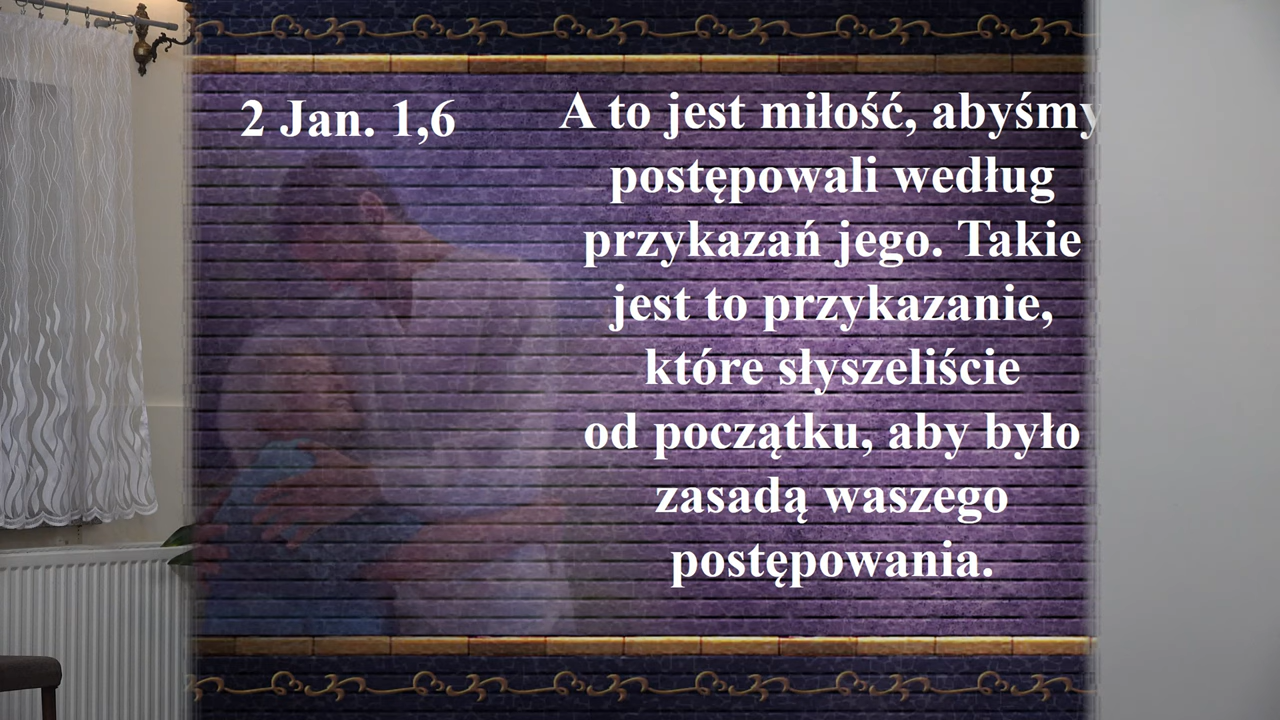 2 Jan. 1,6
A to jest miłość, abyśmy
postępowali według
przykazań jego. Takie
jest to przykazanie,
które słyszeliście
od początku, aby było
zasadą waszego
postępowania.